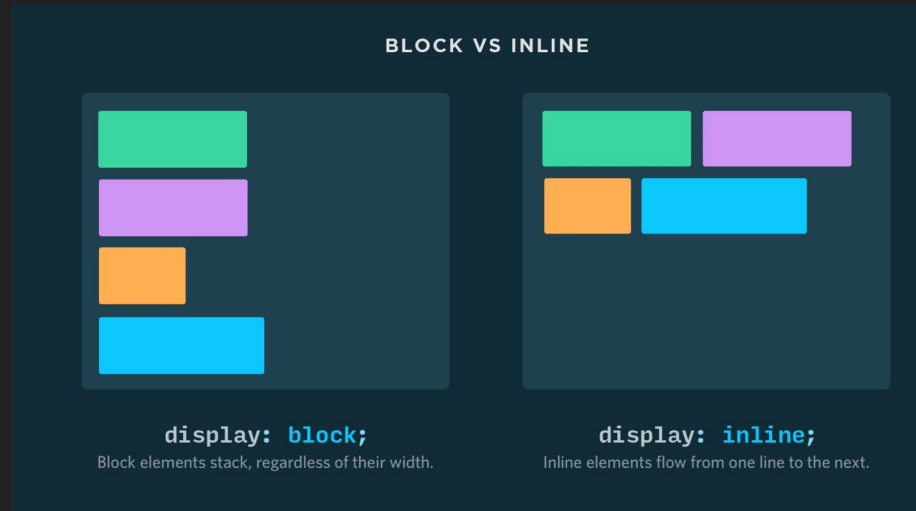 BLOCK VS INLINE
display: block;
Block elements stack, regardless of their width.
display: inline;
Inline elements flow from one line to the next.